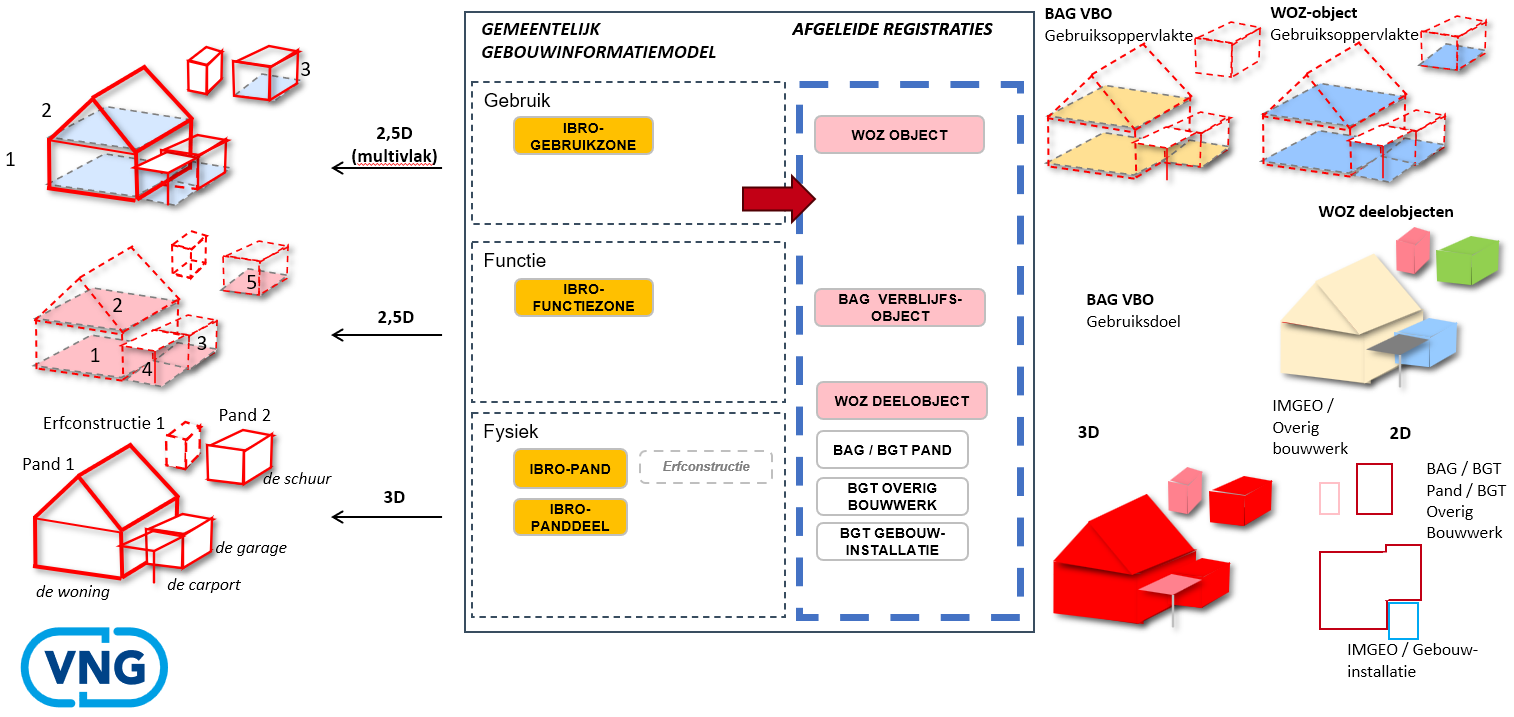 GEMEENTELIJK
GEBOUWINFORMATIEMODEL
AFGELEIDE REGISTRATIES
BAG VBO
Gebruiksoppervlakte
WOZ-object
Gebruiksoppervlakte
3
2
1
2,5D
(multivlak)
Gebruik
IBRO-
GEBRUIKZONE
WOZ OBJECT
WOZ deelobjecten
5
2
1
3
4
2,5D
Functie
IBRO-
FUNCTIEZONE
BAG VERBLIJFS-
OBJECT
BAG VBO
Gebruiksdoel
Erfconstructie 1
Pand 2
Pand 1
de schuur
de garage
de carport
de woning
3D
Fysiek
IBRO-PAND
Erfconstructie
IBRO-
PANDDEEL
WOZ DEELOBJECT
BAG / BGT PAND
BGT OVERIG
BOUWWERK
BGT GEBOUW-
INSTALLATIE
3D
IMGEO /
Overig
bouwwerk
2D
BAG / BGT
Pand / BGT
Overig
Bouwwerk
IMGEO / Gebouw-
installatie
VNG